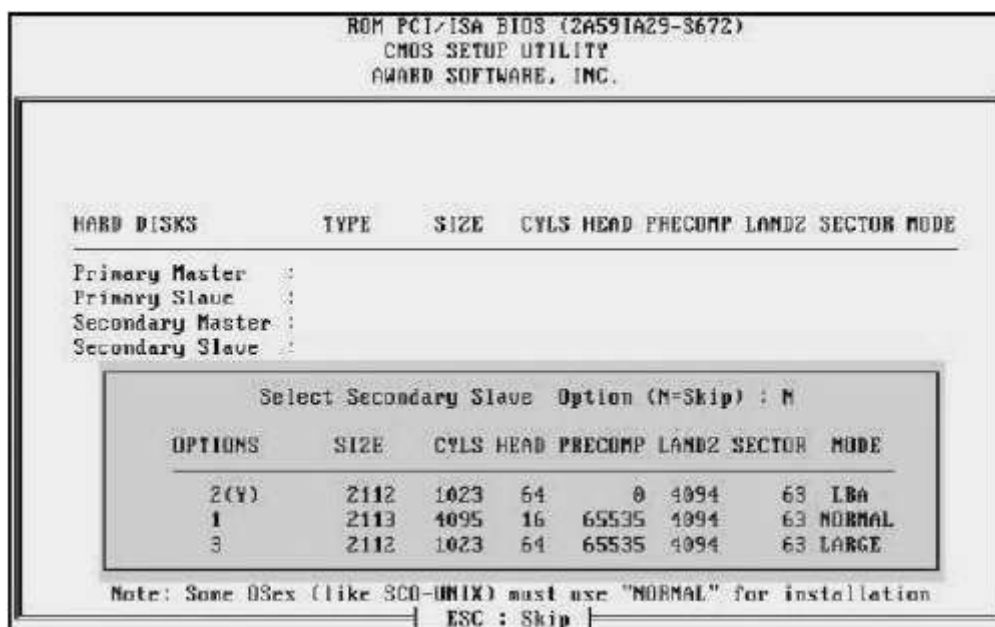 ROM PCI/ISA BIOS (2A59IA29-S672)
CMOS SETUP UTILITY
AWARD SOFTWARE, INC.
HARD DISKS TYPE SIZE CYLS HEAD PRECOMP LANDZ SECTOR MODE
Primary Master :
Primary Slave :
Secondary Master :
Secondary Slave :
Select Secondary Slave Option (N=Skip) : N
OPTIONS SIZE CYLS HEAD PRECOMP LANDZ SECTOR MODE
2(Y) 2112 1023 64 0 4094 63 LBA
1 2113 4095 16 65535 4094 63 NORMAL
3 2112 1023 64 65535 4094 63 LARGE
Note: Some OSes (like SCO-UNIX) must use "NORMAL" for installation
ESC : Skip